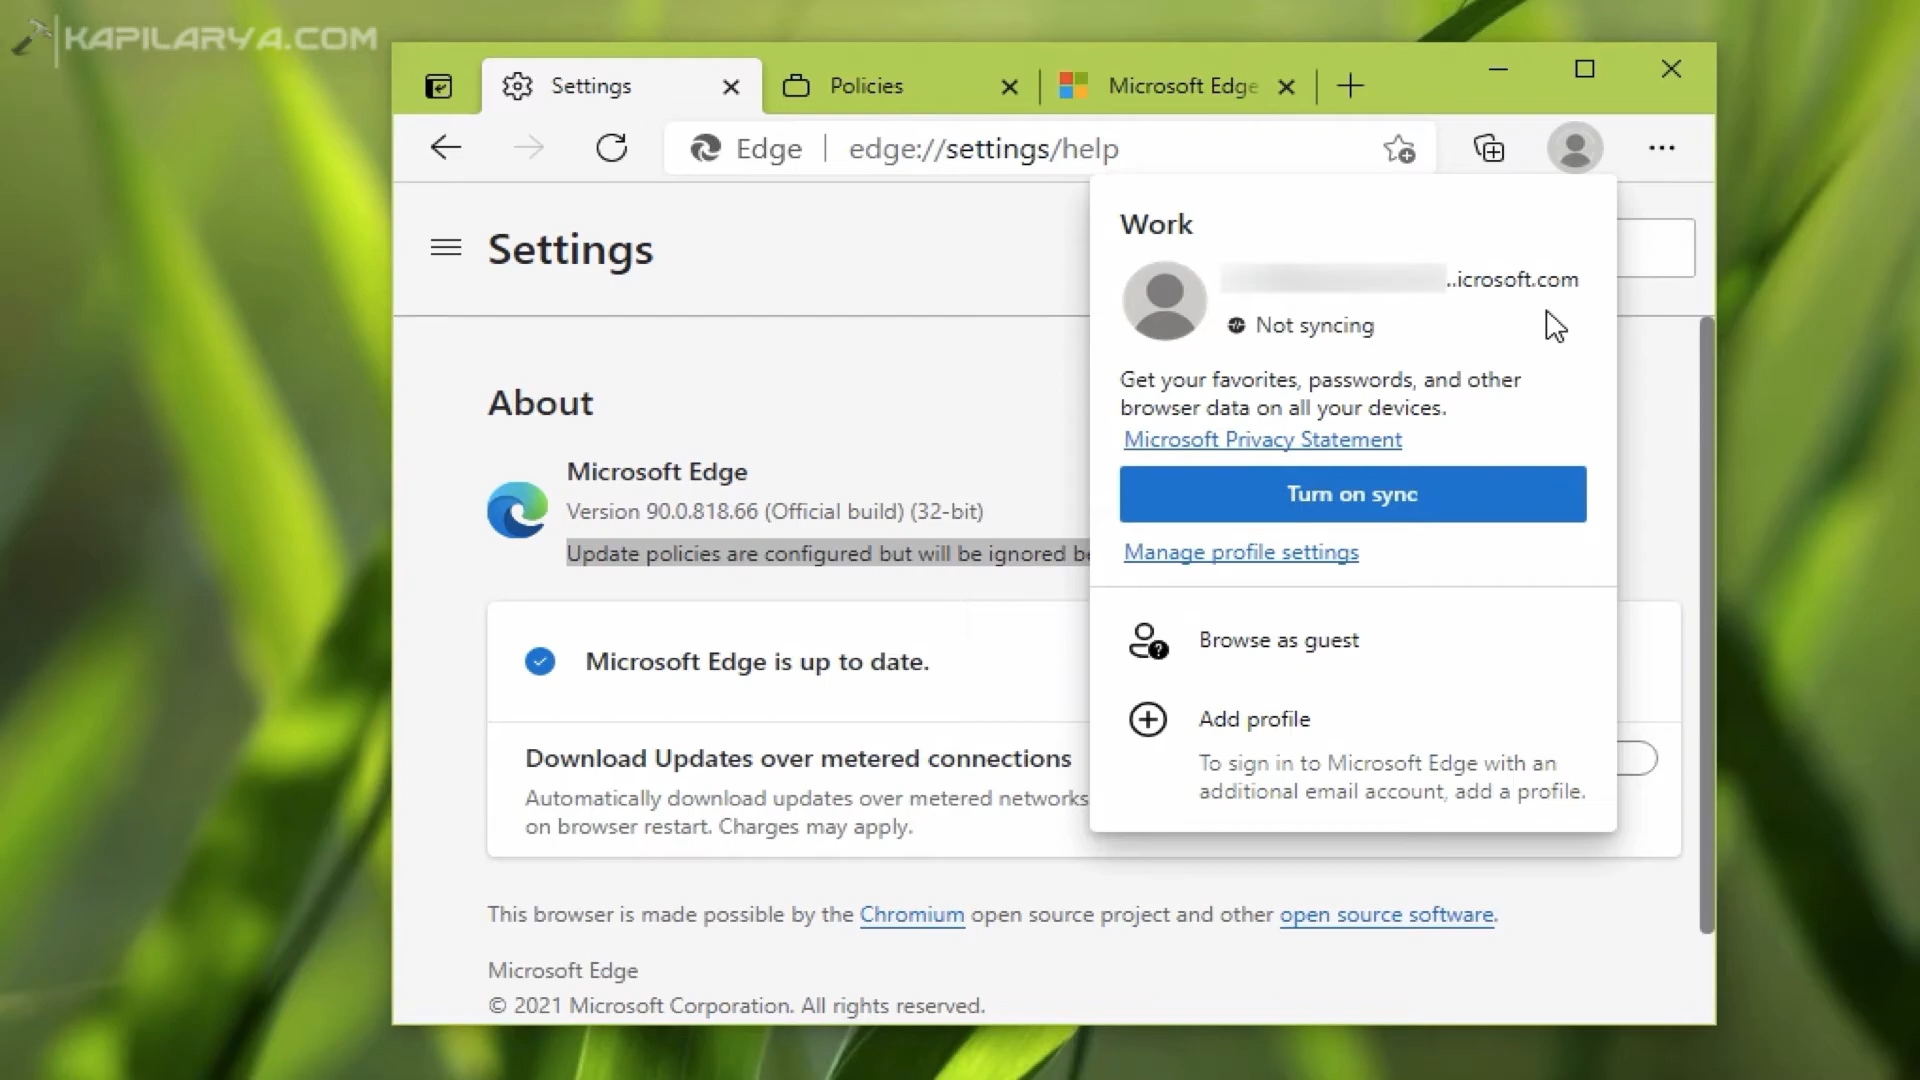 KAPILARYA.COM
Settings
Policies
Microsoft Edge
Edge
edge://settings/help
Settings
Work
..icrosoft.com
Not syncing
Get your favorites, passwords, and other
browser data on all your devices.
Microsoft Privacy Statement
Turn on sync
Manage profile settings
Browse as guest
Add profile
To sign in to Microsoft Edge with an
additional email account, add a profile.
About
Microsoft Edge
Version 90.0.818.66 (Official build) (32-bit)
Update policies are configured but will be ignored be
Microsoft Edge is up to date.
Download Updates over metered connections
Automatically download updates over metered networks
on browser restart. Charges may apply.
This browser is made possible by the Chromium open source project and other open source software.
Microsoft Edge
© 2021 Microsoft Corporation. All rights reserved.